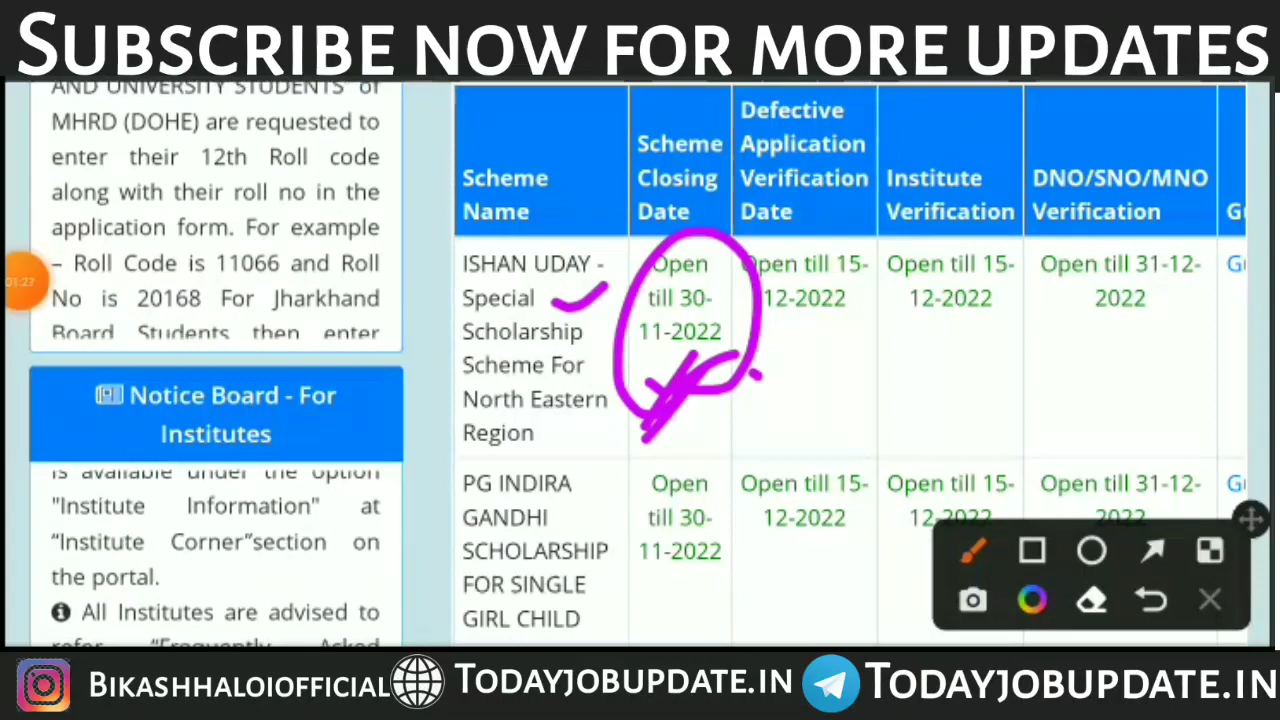 SUBSCRIBE NOW FOR MORE UPDATES
AND UNIVERSITY STUDENTS" of
MHRD (DOHE) are requested to
enter their 12th Roll code
along with their roll no in the
application form. For example
– Roll Code is 11066 and Roll
No is 20168 For Jharkhand
Board Students then enter
01:27
Notice Board - For
Institutes
is available under the option
"Institute Information" at
“Institute Corner”section on
the portal.
All Institutes are advised to
refer “Frequently Asked
Scheme
Name
Scheme
Closing
Date
Defective
Application
Verification
Date
Institute
Verification
DNO/SNO/MNO
Verification
ISHAN UDAY -
Special
Scholarship
Scheme For
North Eastern
Region
Open
till 30-
11-2022
Open till 15-
12-2022
Open till 15-
12-2022
Open till 31-12-
2022
PG INDIRA
GANDHI
SCHOLARSHIP
FOR SINGLE
GIRL CHILD
Open
till 30-
11-2022
Open till 15-
12-2022
Open till 15-
12-2022
Open till 31-12-
2022
BIKASHHALOIOFFICIAL
TODAYJOBUPDATE.IN
TODAYJOBUPDATE.IN